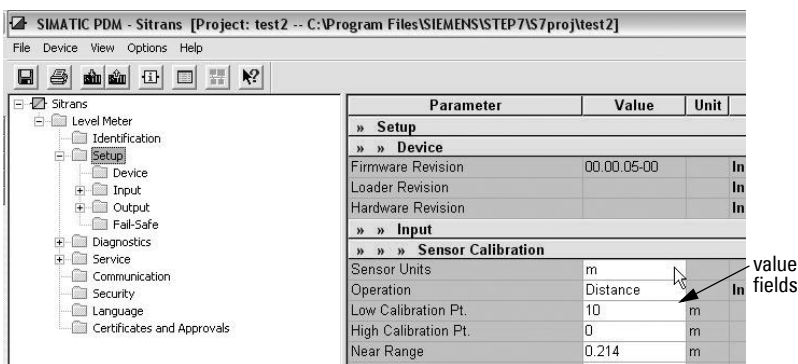 SIMATIC PDM - Sitrans [Project: test2 -- C:\Program Files\SIEMENS\STEP7\S7proj\test2]
File Device View Options Help
Sitrans
Level Meter
Identification
Setup
Device
Input
Output
Fail-Safe
Diagnostics
Service
Communication
Security
Language
Certificates and Approvals
Parameter Value Unit
» Setup
» » Device
Firmware Revision 00.00.05-00 In
Loader Revision In
Hardware Revision In
» » Input
» » » Sensor Calibration
Sensor Units m
Operation Distance In
Low Calibration Pt. 10 m
High Calibration Pt. 0 m
Near Range 0.214 m
value
fields